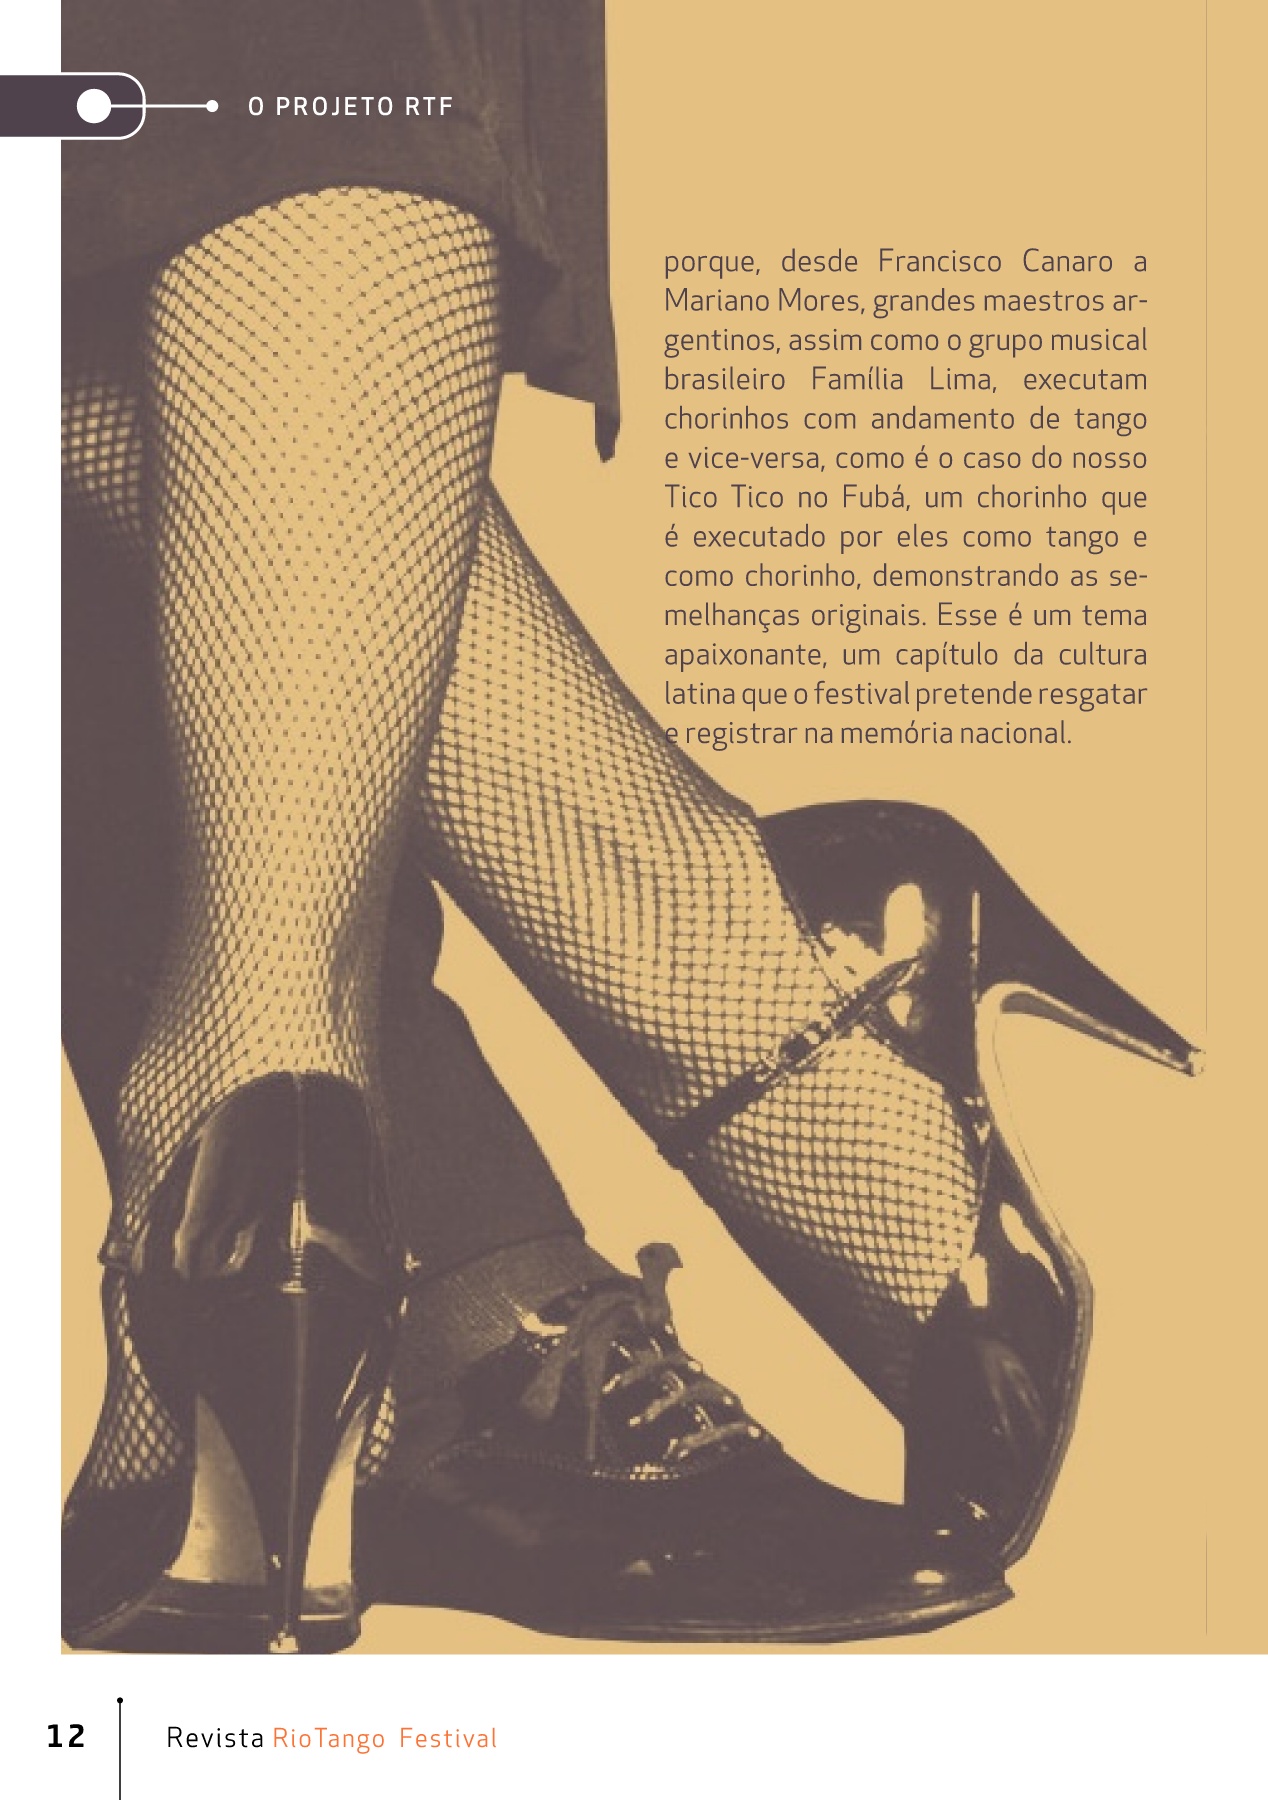 O PROJETO RTF
porque, desde Francisco Canaro a
Mariano Mores, grandes maestros ar-
gentinos, assim como o grupo musical
brasileiro Família Lima, executam
chorinhos com andamento de tango
e vice-versa, como é o caso do nosso
Tico Tico no Fubá, um chorinho que
é executado por eles como tango e
como chorinho, demonstrando as se-
melhanças originais. Esse é um tema
apaixonante, um capítulo da cultura
latina que o festival pretende resgatar
e registrar na memória nacional.
12 Revista RioTango Festival